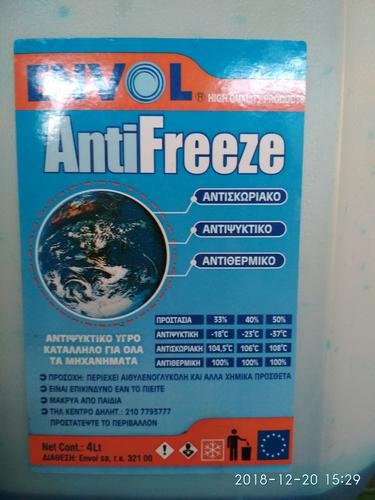 ENVOL
® HIGH QUALITY PRODUCTS
AntiFreeze
ΑΝΤΙΣΚΩΡΙΑΚΟ
ΑΝΤΙΨΥΚΤΙΚΟ
ΑΝΤΙΘΕΡΜΙΚΟ
ΑΝΤΙΨΥΚΤΙΚΟ ΥΓΡΟ
ΚΑΤΑΛΛΗΛΟ ΓΙΑ ΟΛΑ
ΤΑ ΜΗΧΑΝΗΜΑΤΑ
ΠΡΟΣΤΑΣΙΑ 33% 40% 50%
ΑΝΤΙΨΥΚΤΙΚΗ -18°C -23°C -37°C
ΑΝΤΙΣΚΩΡΙΑΚΗ 104,5°C 106°C 108°C
ΑΝΤΙΘΕΡΜΙΚΗ 100% 100% 100%
ΠΡΟΣΟΧΗ: ΠΕΡΙΕΧΕΙ ΑΙΘΥΛΕΝΟΓΛΥΚΟΛΗ ΚΑΙ ΑΛΛΑ ΧΗΜΙΚΑ ΠΡΟΣΘΕΤΑ
ΕΙΝΑΙ ΕΠΙΚΙΝΔΥΝΟ ΕΑΝ ΤΟ ΠΙΕΙΤΕ
ΜΑΚΡΥΑ ΑΠΟ ΠΑΙΔΙΑ
ΤΗΛ ΚΕΝΤΡΟ ΔΗΛΗΤ.: 210 7793777
ΠΡΟΣΤΑΤΕΨΤΕ ΤΟ ΠΕΡΙΒΑΛΛΟΝ
Net Cont.: 4Lt
ΔΙΑΘΕΣΗ: Envol sa, τ.κ. 321 00
2018-12-20 15:29